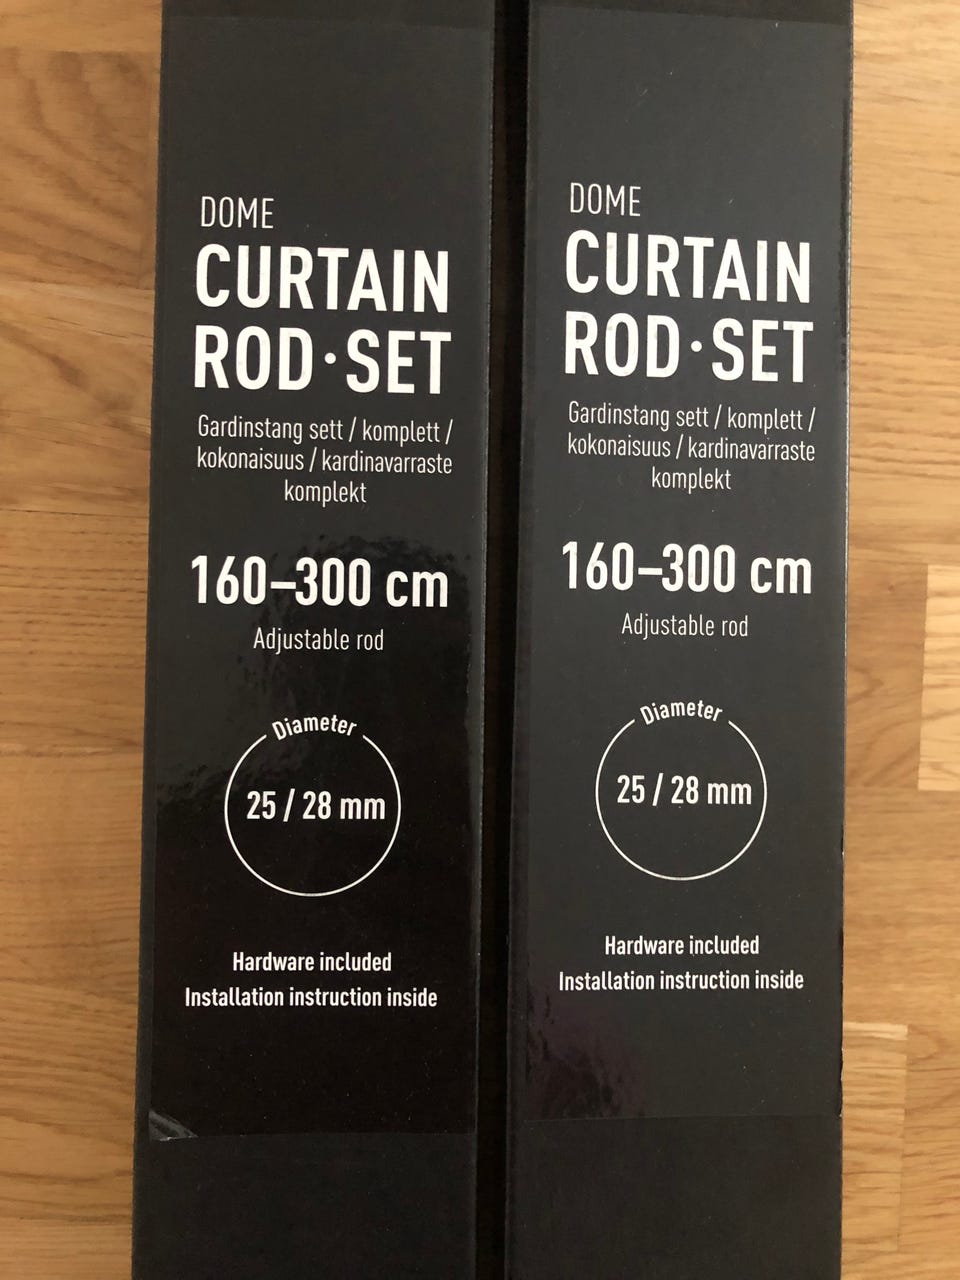 DOME
CURTAIN
ROD·SET
Gardinstang sett / komplett /
kokonaisuus / kardinavarraste
komplekt
160–300 cm
Adjustable rod
Diameter
25 / 28 mm
Hardware included
Installation instruction inside
DOME
CURTAIN
ROD·SET
Gardinstang sett / komplett /
kokonaisuus / kardinavarraste
komplekt
160–300 cm
Adjustable rod
Diameter
25 / 28 mm
Hardware included
Installation instruction inside